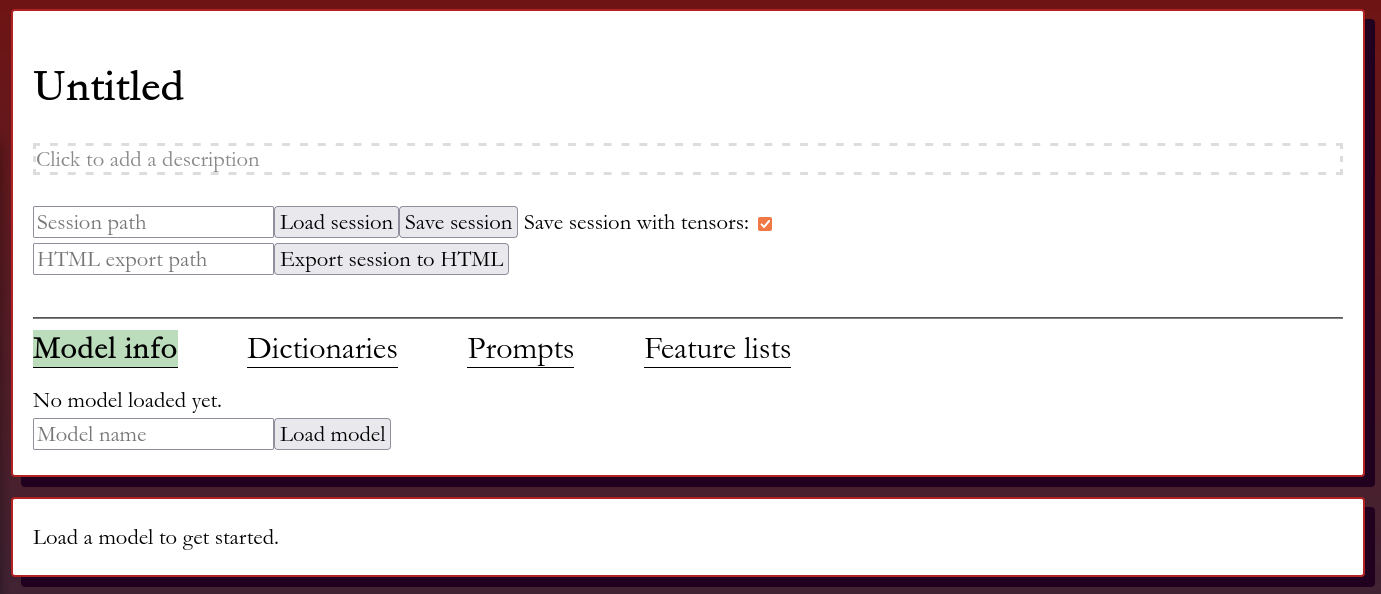 Untitled
Click to add a description
Session path Load session Save session Save session with tensors:
HTML export path Export session to HTML
Model info Dictionaries Prompts Feature lists
No model loaded yet.
Model name Load model
Load a model to get started.